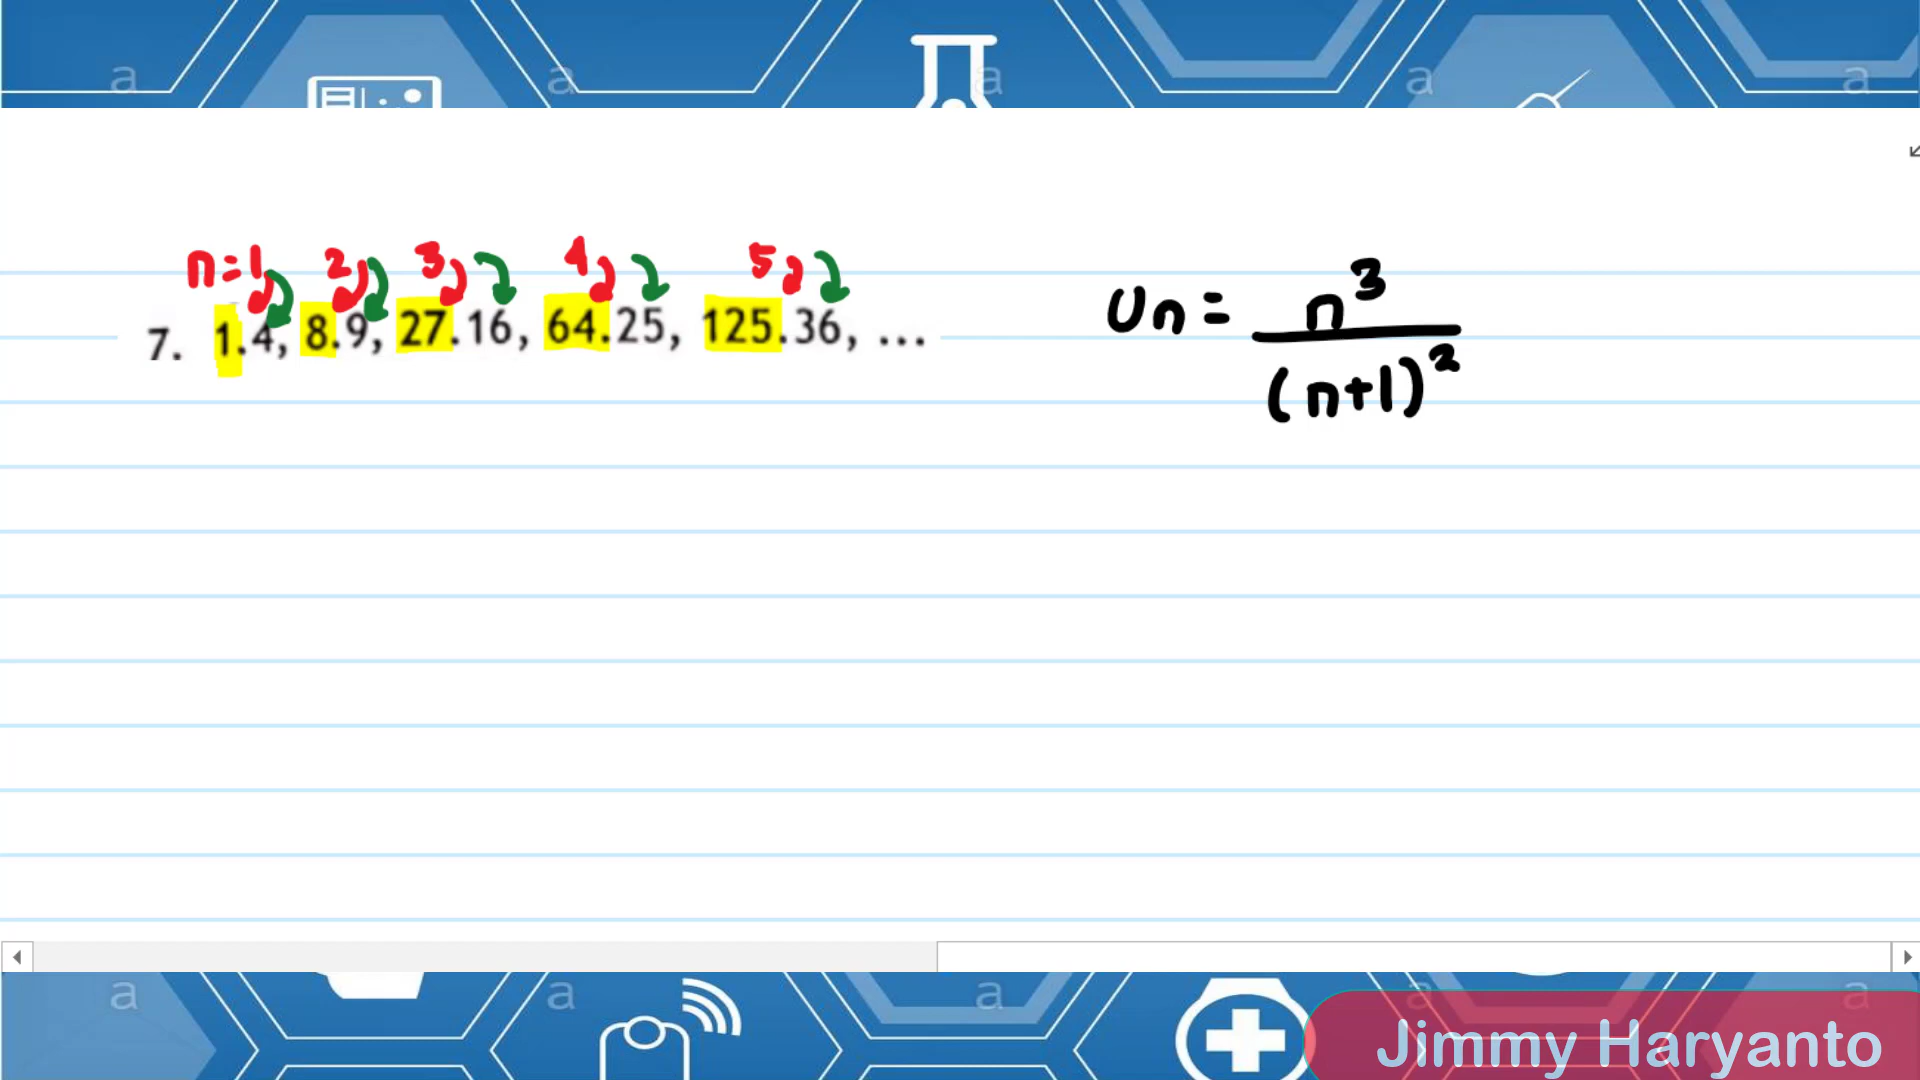 a a a a a
n=1 2 3 4 5
7. 1.4, 8.9, 27.16, 64.25, 125.36, ...
Un = n³
(n+1)²
a a a a a
Jimmy Haryanto